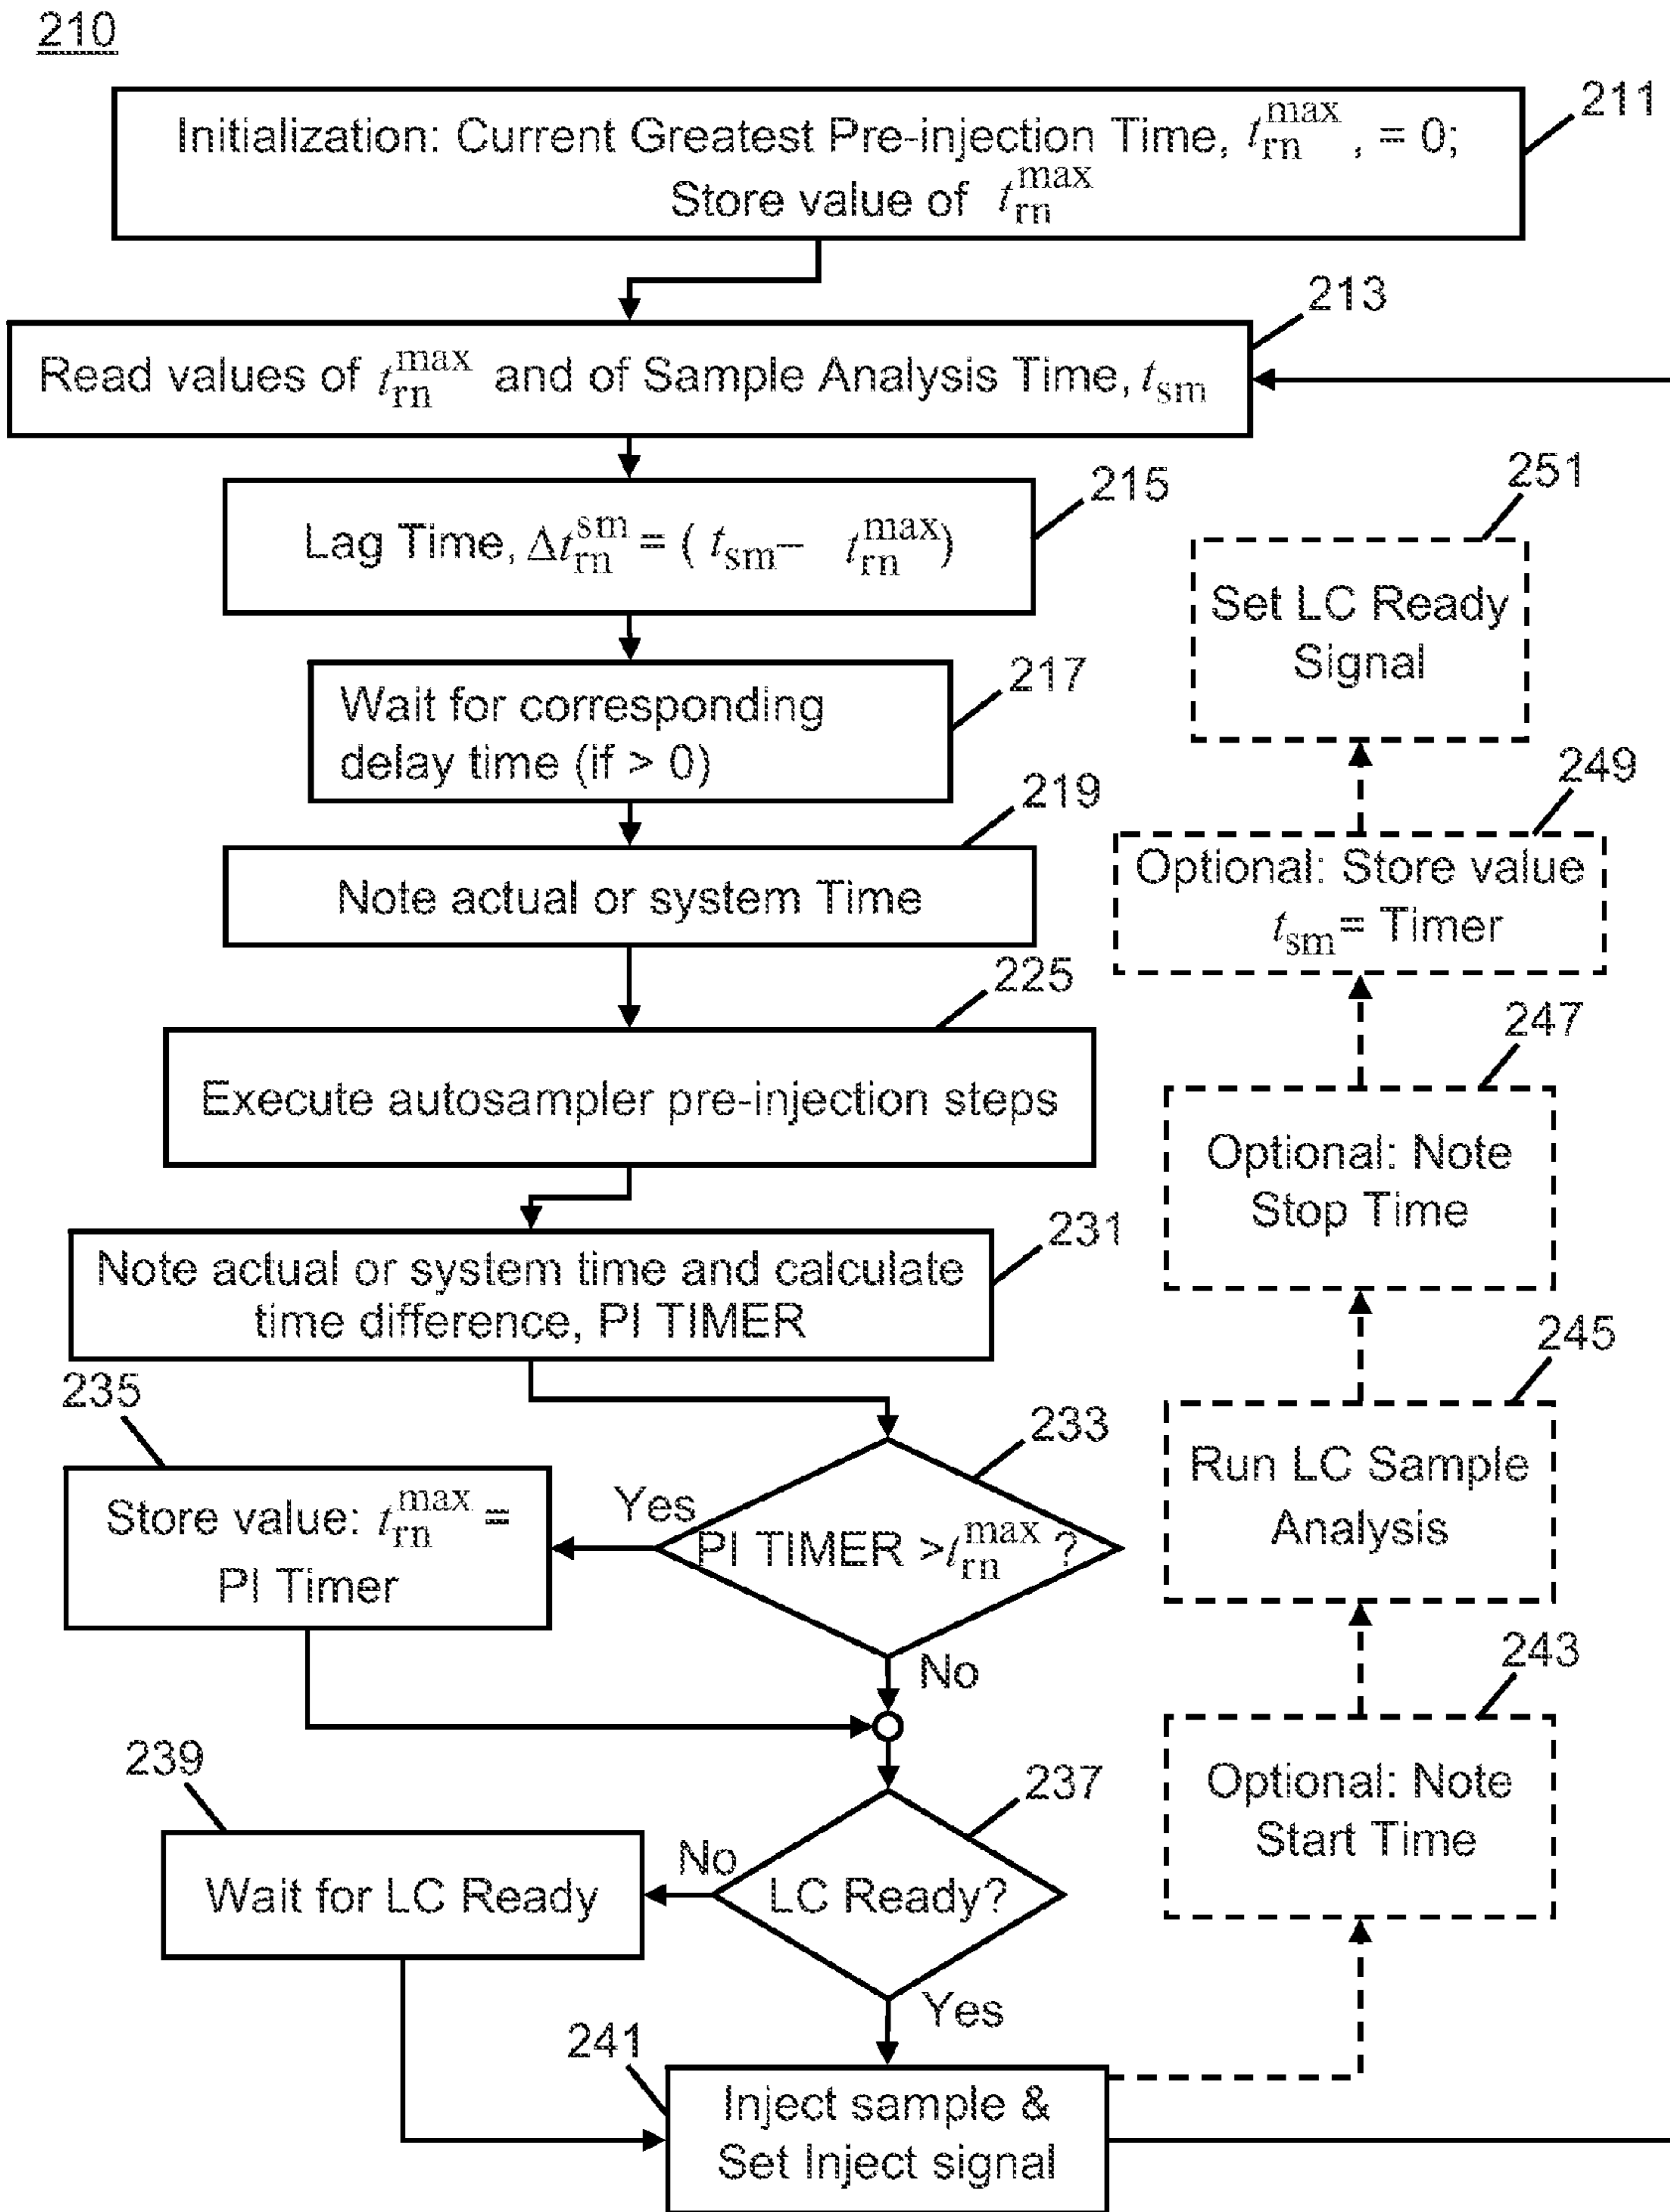 210
211
Initialization: Current Greatest Pre-injection Time, t_rn^max , = 0;
Store value of t_rn^max
213
Read values of t_rn^max and of Sample Analysis Time, t_sm
215
Lag Time, Δt_rn^sm = ( t_sm – t_rn^max)
217
Wait for corresponding
delay time (if > 0)
219
Note actual or system Time
225
Execute autosampler pre-injection steps
231
Note actual or system time and calculate
time difference, PI TIMER
235
Store value: t_rn^max =
PI Timer
233
Yes
PI TIMER >t_rn^max ?
No
239
Wait for LC Ready
237
No
LC Ready?
Yes
241
Inject sample &
Set Inject signal
251
Set LC Ready
Signal
249
Optional: Store value
t_sm = Timer
247
Optional: Note
Stop Time
245
Run LC Sample
Analysis
243
Optional: Note
Start Time